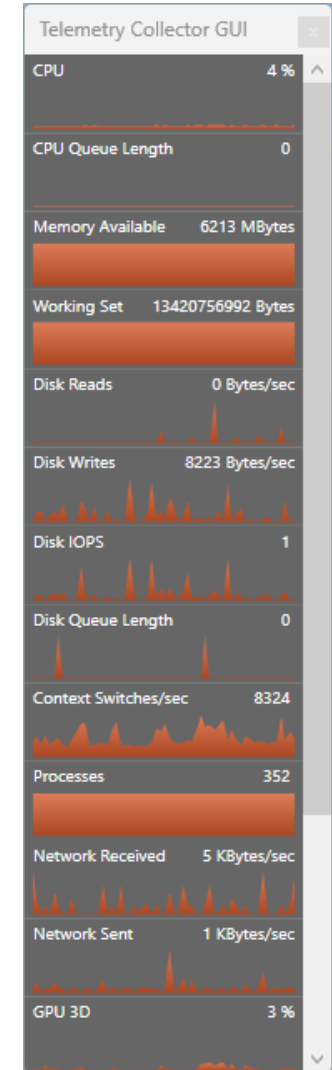 Telemetry Collector GUI x
CPU 4 %
CPU Queue Length 0
Memory Available 6213 MBytes
Working Set 13420756992 Bytes
Disk Reads 0 Bytes/sec
Disk Writes 8223 Bytes/sec
Disk IOPS 1
Disk Queue Length 0
Context Switches/sec 8324
Processes 352
Network Received 5 KBytes/sec
Network Sent 1 KBytes/sec
GPU 3D 3 %